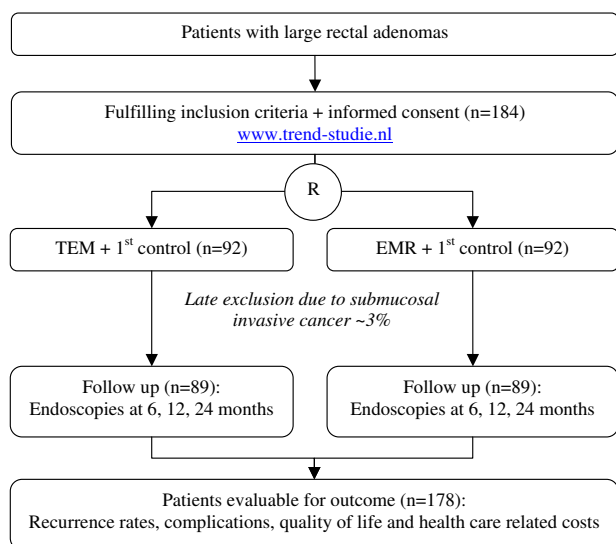 Patients with large rectal adenomas
Fulfilling inclusion criteria + informed consent (n=184)
www.trend-studie.nl
R
TEM + 1st control (n=92)
EMR + 1st control (n=92)
Late exclusion due to submucosal
invasive cancer ~3%
Follow up (n=89):
Endoscopies at 6, 12, 24 months
Follow up (n=89):
Endoscopies at 6, 12, 24 months
Patients evaluable for outcome (n=178):
Recurrence rates, complications, quality of life and health care related costs